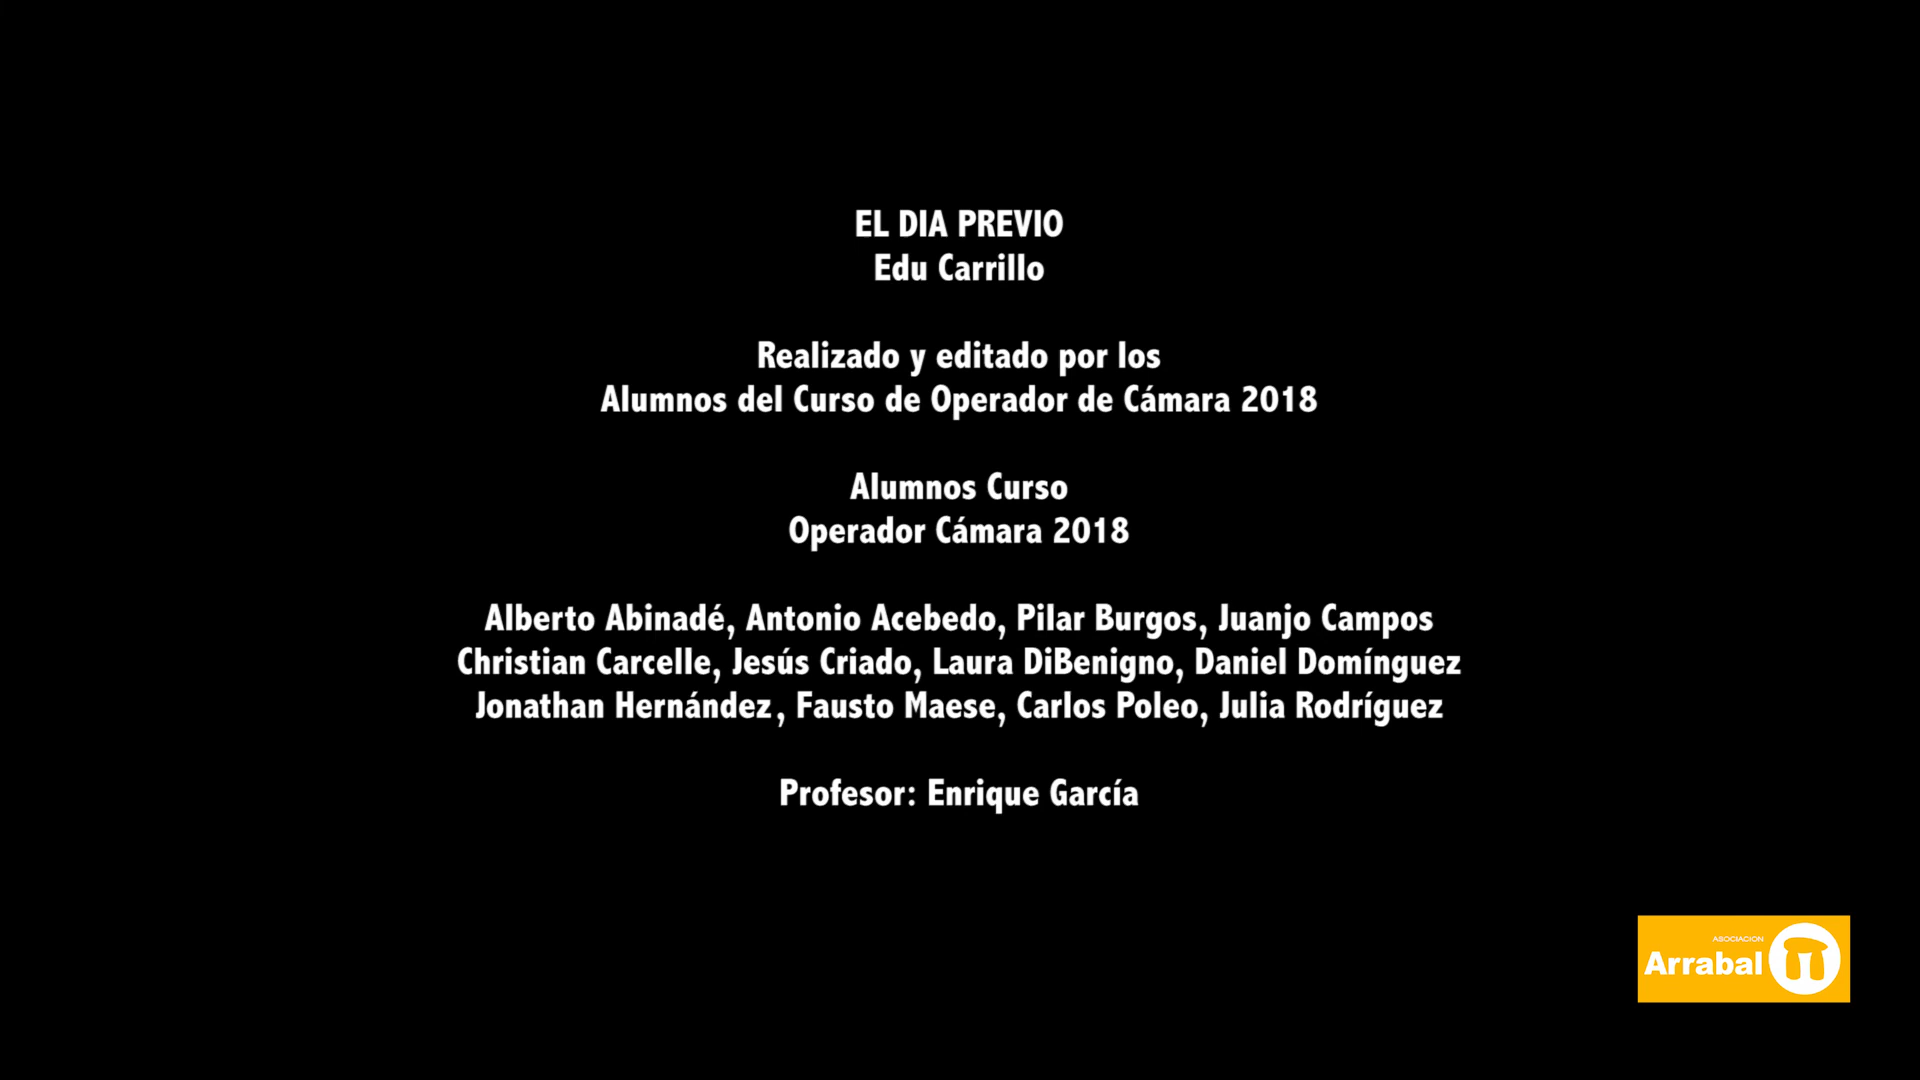 EL DIA PREVIO
Edu Carrillo
Realizado y editado por los
Alumnos del Curso de Operador de Cámara 2018
Alumnos Curso
Operador Cámara 2018
Alberto Abinadé, Antonio Acebedo, Pilar Burgos, Juanjo Campos
Christian Carcelle, Jesús Criado, Laura DiBenigno, Daniel Domínguez
Jonathan Hernández, Fausto Maese, Carlos Poleo, Julia Rodríguez
Profesor: Enrique García
ASOCIACION
Arrabal